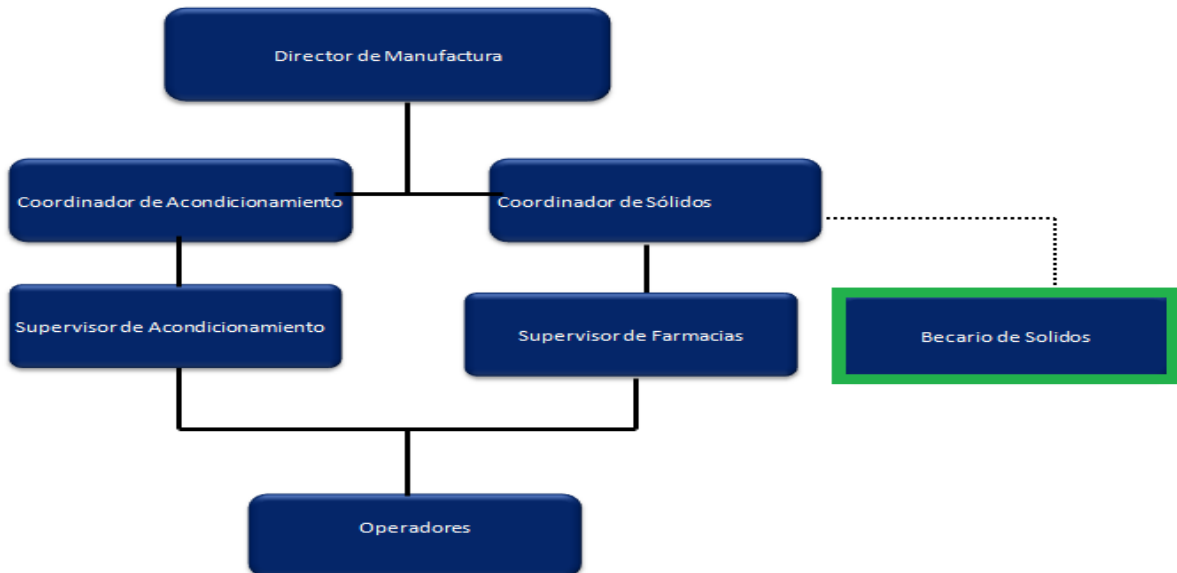 Director de Manufactura
Coordinador de Acondicionamiento
Coordinador de Sólidos
Supervisor de Acondicionamiento
Supervisor de Farmacias
Becario de Solidos
Operadores